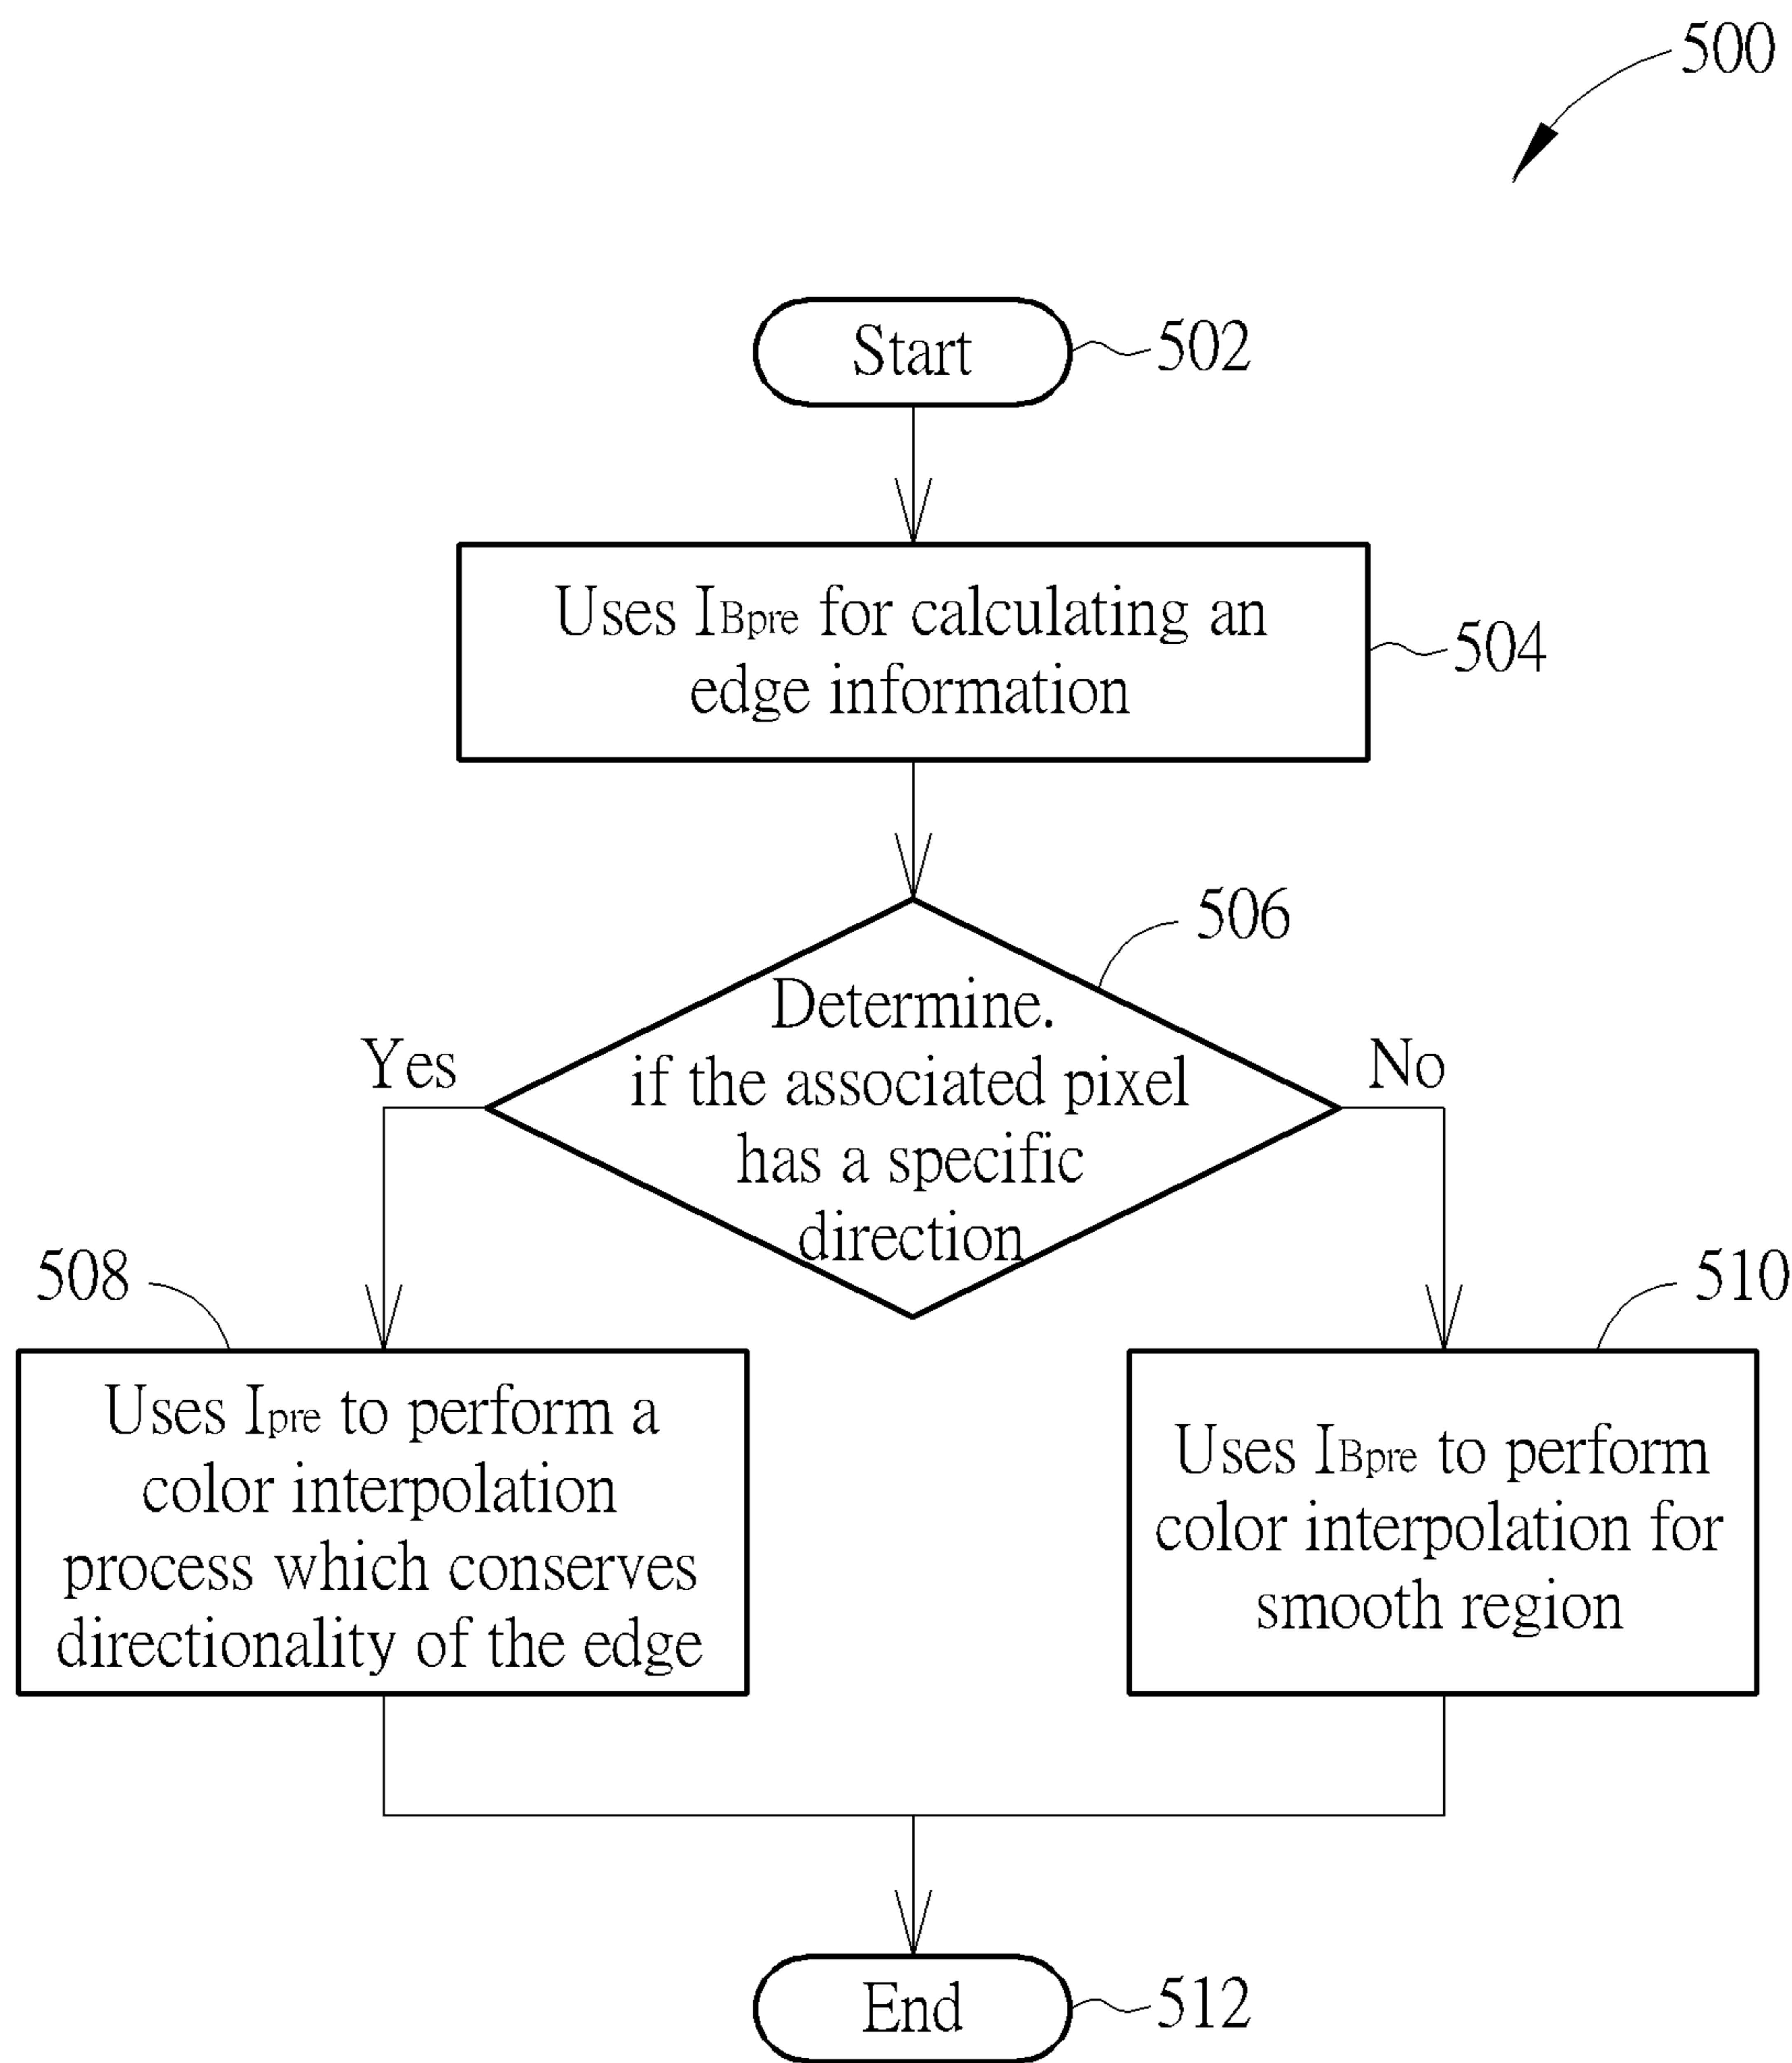 500
Start
502
Uses IBpre for calculating an
edge information
504
506
Determine.
if the associated pixel
has a specific
direction
Yes
No
508
510
Uses Ipre to perform a
color interpolation
process which conserves
directionality of the edge
Uses IBpre to perform
color interpolation for
smooth region
End
512